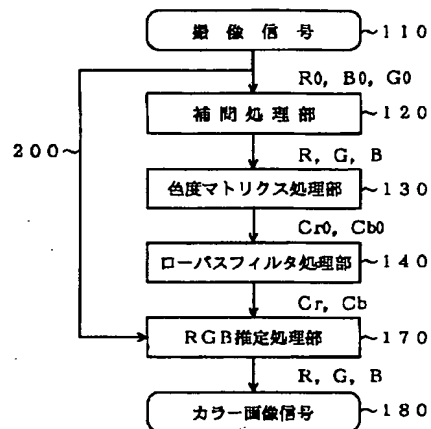 撮像信号 110
R0, B0, G0
補間処理部 120
200
R, G, B
色度マトリクス処理部 130
Cr0, Cb0
ローパスフィルタ処理部 140
Cr, Cb
RGB推定処理部 170
R, G, B
カラー画像信号 180